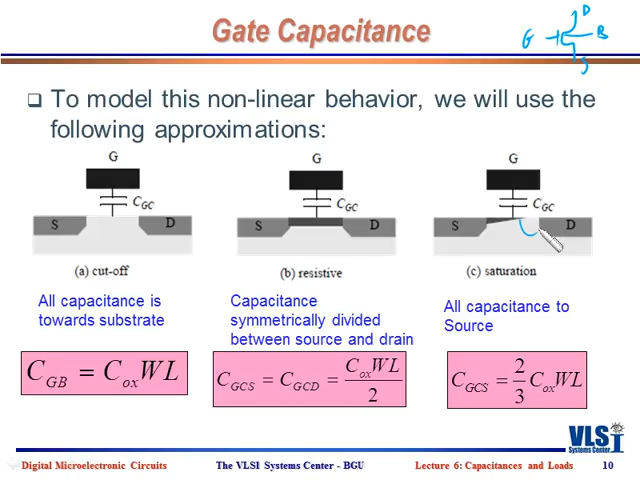 Gate Capacitance
D
G
B
S
□ To model this non-linear behavior, we will use the
following approximations:
G G G
C_GC C_GC C_GC
S D S D S D
(a) cut-off (b) resistive (c) saturation
All capacitance is
towards substrate
Capacitance
symmetrically divided
between source and drain
All capacitance to
Source
C_GB = C_ox WL
C_GCS = C_GCD = C_ox WL / 2
C_GCS = 2/3 C_ox WL
VLSI
Systems Center
Digital Microelectronic Circuits The VLSI Systems Center - BGU Lecture 6: Capacitances and Loads 10